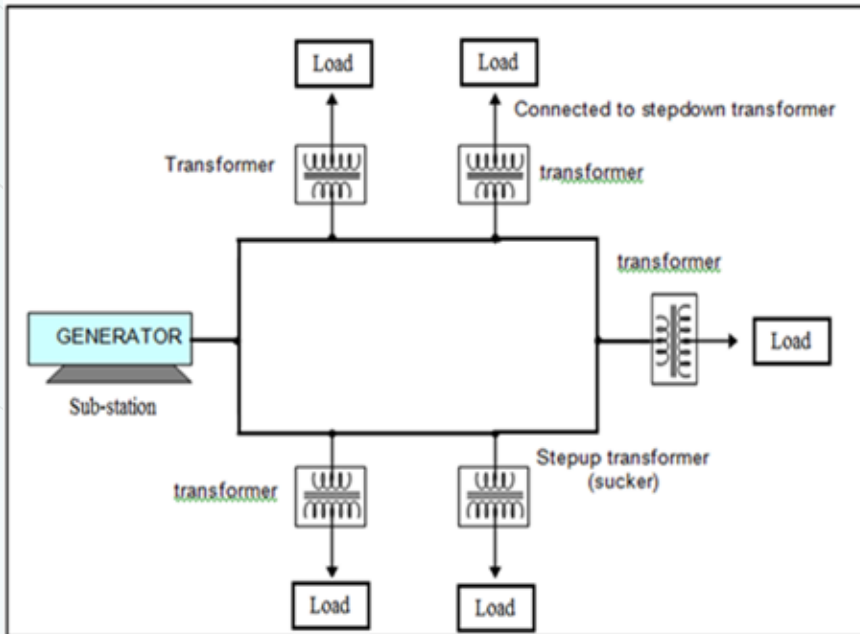 Load
Load
Connected to stepdown transformer
Transformer
transformer
transformer
GENERATOR
Load
Sub-station
Stepup transformer
(sucker)
transformer
Load
Load